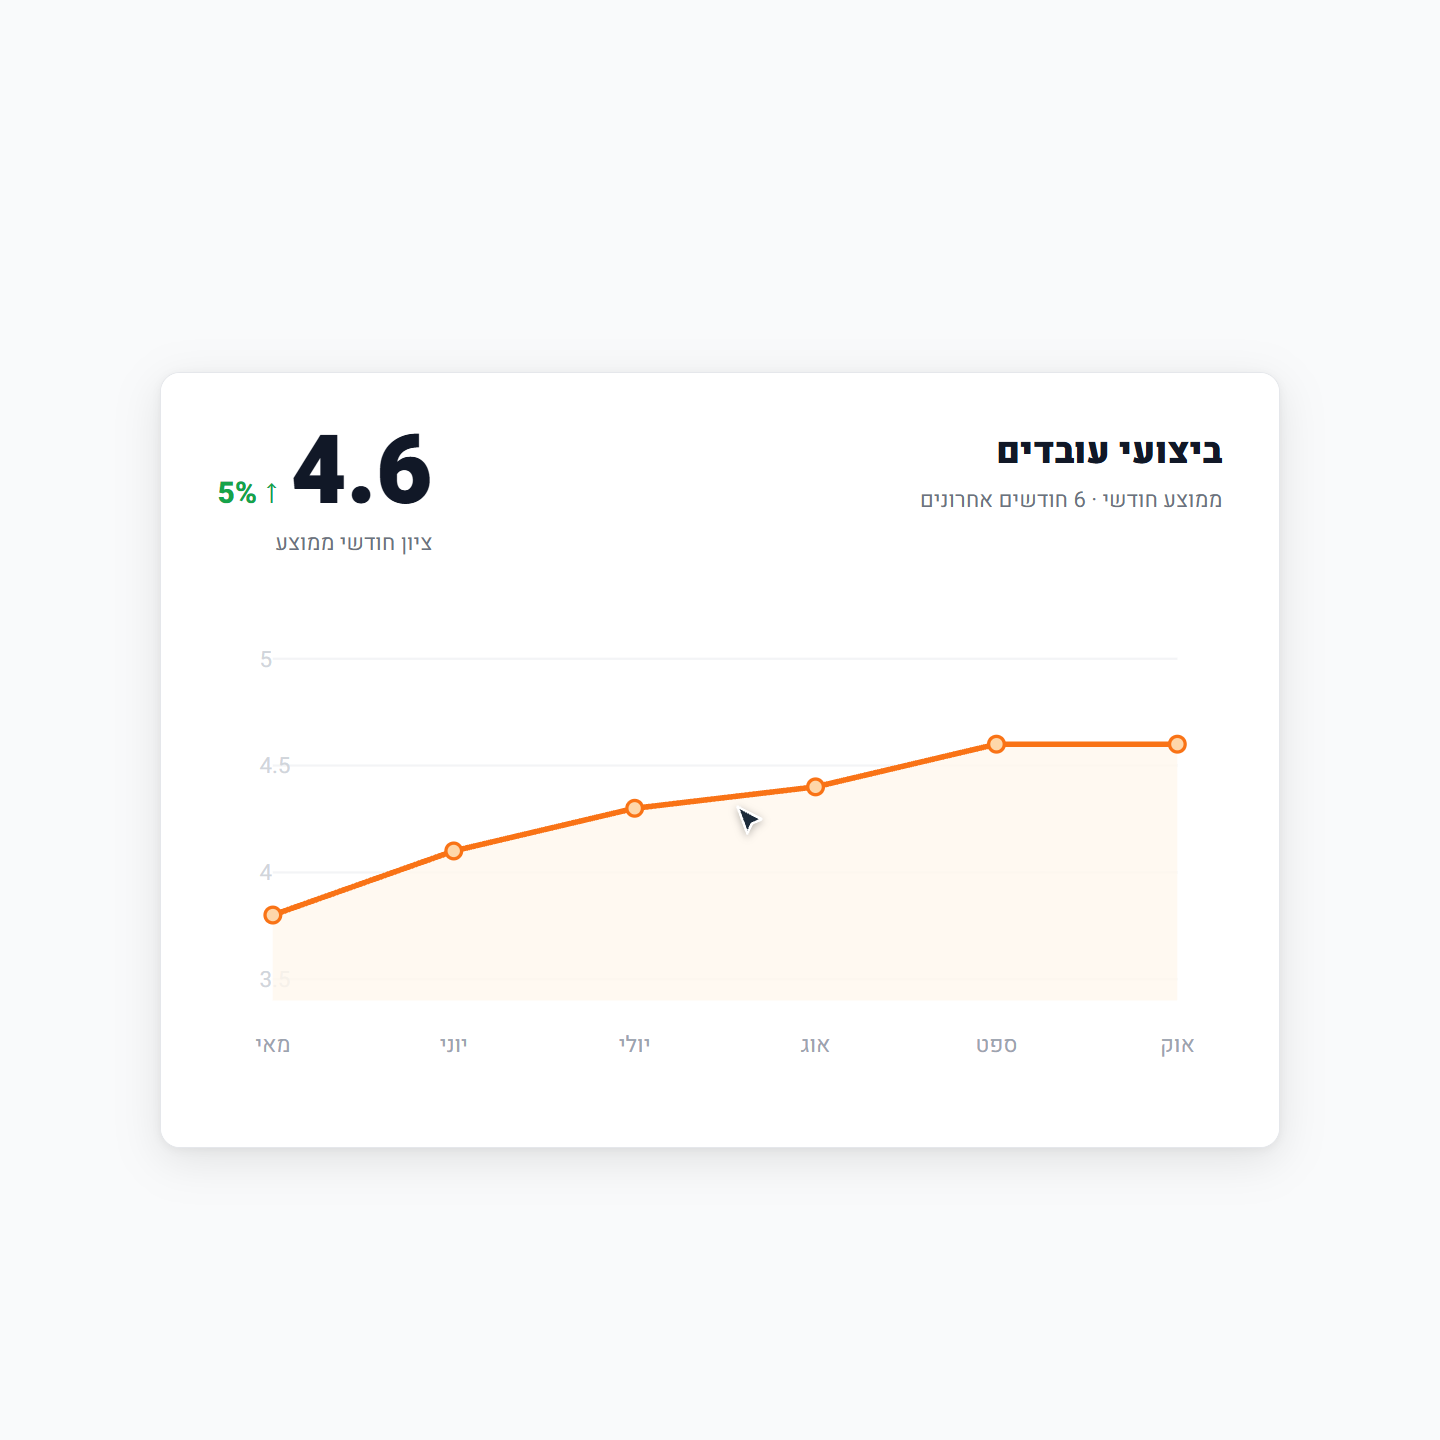 ביצועי עובדים
ממוצע חודשי · 6 חודשים אחרונים
4.6 ↑ 5%
ציון חודשי ממוצע
5
4.5
4
3.5
מאי יוני יולי אוג ספט אוק